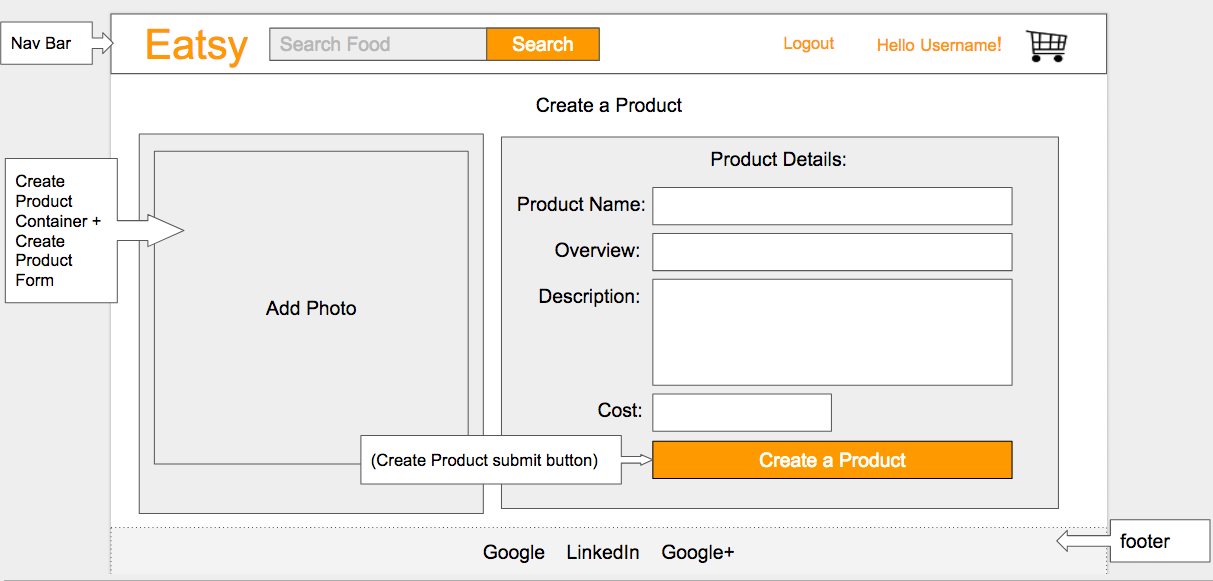 Nav Bar
Eatsy
Search Food
Search
Logout
Hello Username!
Create a Product
Create
Product
Container +
Create
Product
Form
Add Photo
Product Details:
Product Name:
Overview:
Description:
Cost:
(Create Product submit button)
Create a Product
Google LinkedIn Google+
footer